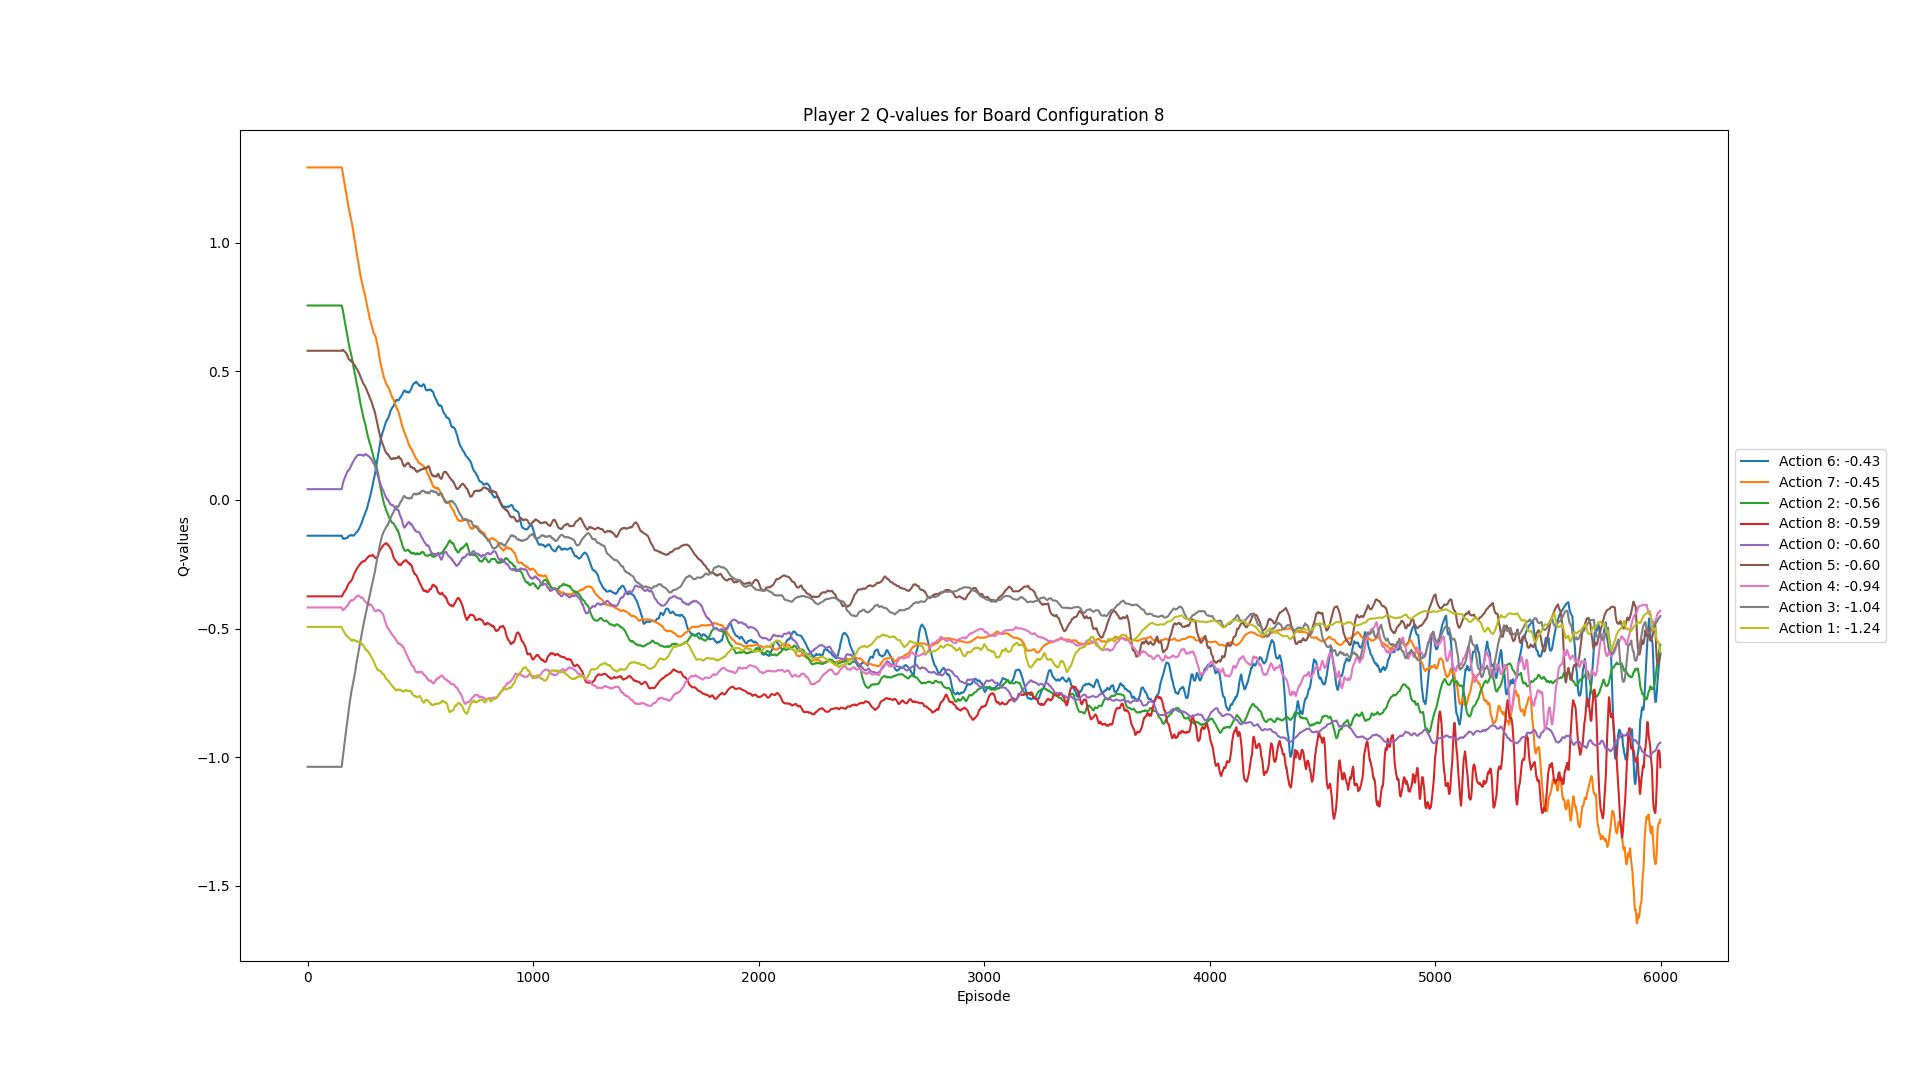 Player 2 Q-values for Board Configuration 8
1.0
0.5
0.0
−0.5
−1.0
−1.5
Q-values
0
1000
2000
3000
4000
5000
6000
Episode
Action 6: -0.43
Action 7: -0.45
Action 2: -0.56
Action 8: -0.59
Action 0: -0.60
Action 5: -0.60
Action 4: -0.94
Action 3: -1.04
Action 1: -1.24